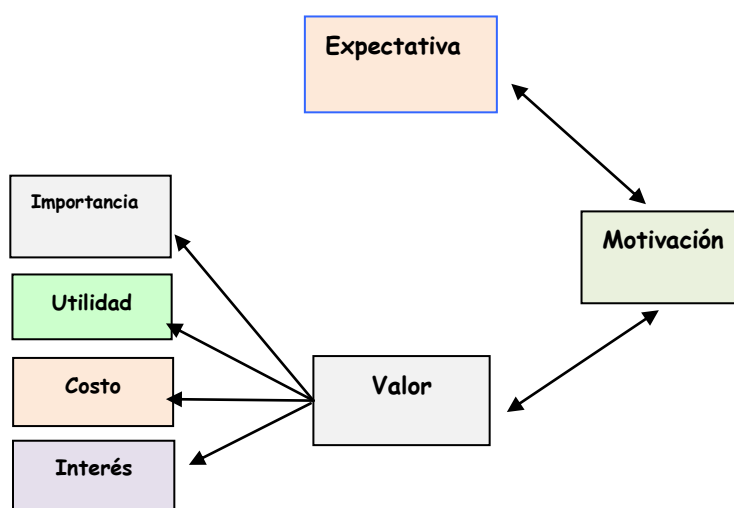 Expectativa
Importancia
Motivación
Utilidad
Costo
Valor
Interés